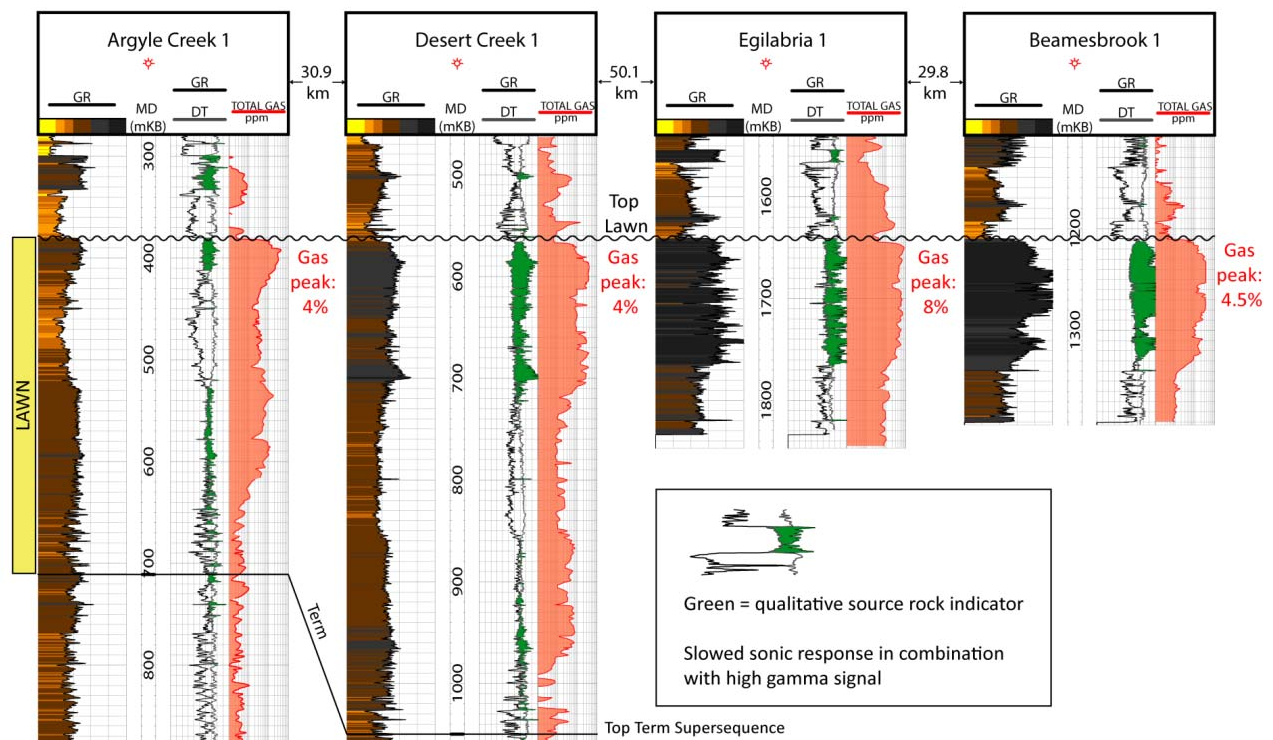 Argyle Creek 1
GR
GR
MD
(mKB)
DT
TOTAL GAS
ppm
30.9
km
Desert Creek 1
GR
GR
MD
(mKB)
DT
TOTAL GAS
ppm
50.1
km
Egilabria 1
GR
GR
MD
(mKB)
DT
TOTAL GAS
ppm
29.8
km
Beamesbrook 1
GR
GR
MD
(mKB)
DT
TOTAL GAS
ppm
300
400
500
600
700
800
500
600
700
800
900
1000
1600
1700
1800
1200
1300
Top
Lawn
LAWN
Gas
peak:
4%
Gas
peak:
4%
Gas
peak:
8%
Gas
peak:
4.5%
Term
Top Term Supersequence
Green = qualitative source rock indicator
Slowed sonic response in combination
with high gamma signal